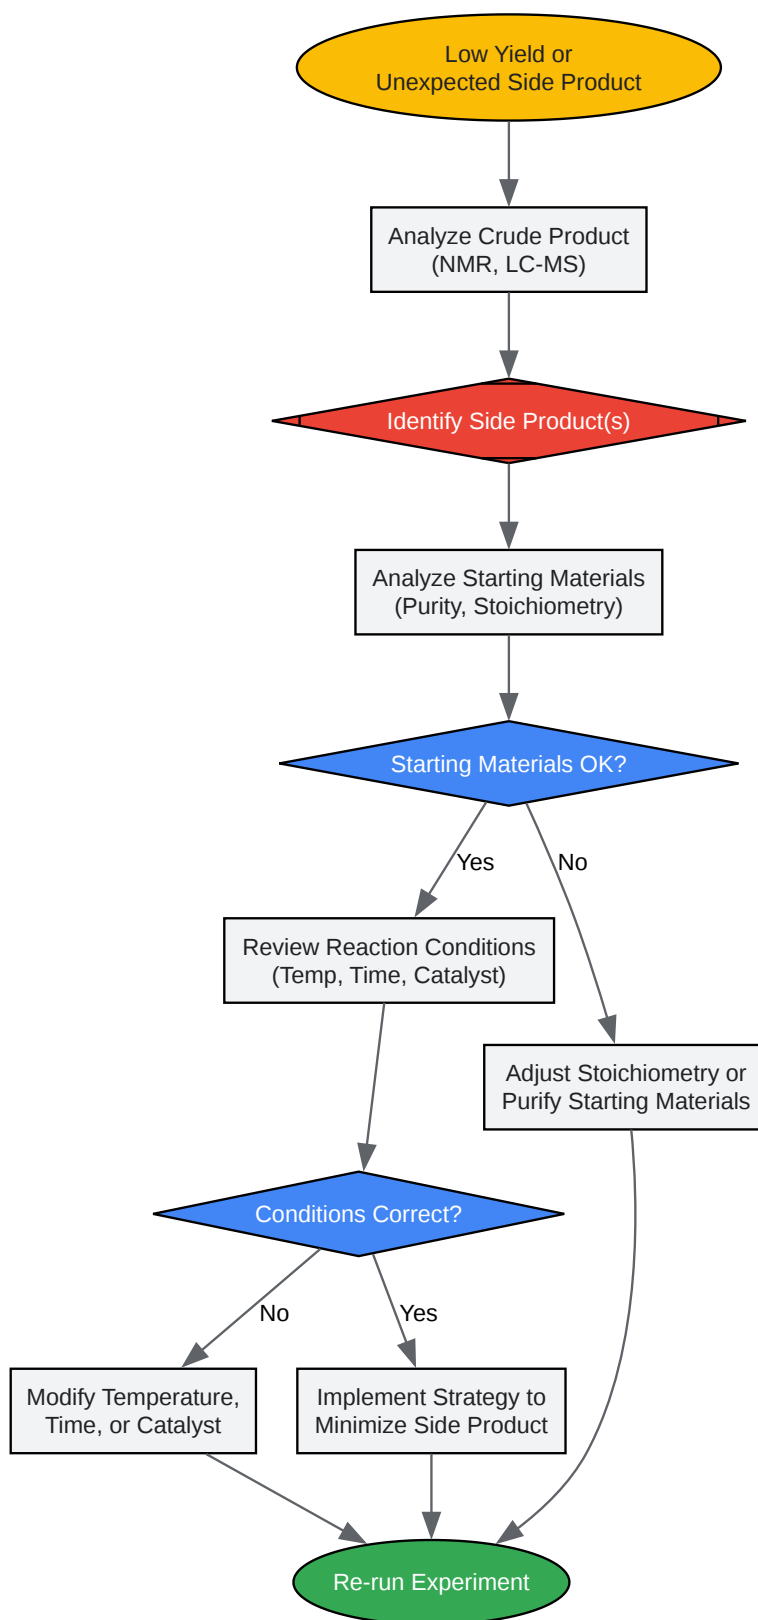 Low Yield or
Unexpected Side Product
Analyze Crude Product
(NMR, LC-MS)
Identify Side Product(s)
Analyze Starting Materials
(Purity, Stoichiometry)
Starting Materials OK?
Yes
No
Review Reaction Conditions
(Temp, Time, Catalyst)
Adjust Stoichiometry or
Purify Starting Materials
Conditions Correct?
No
Yes
Modify Temperature,
Time, or Catalyst
Implement Strategy to
Minimize Side Product
Re-run Experiment